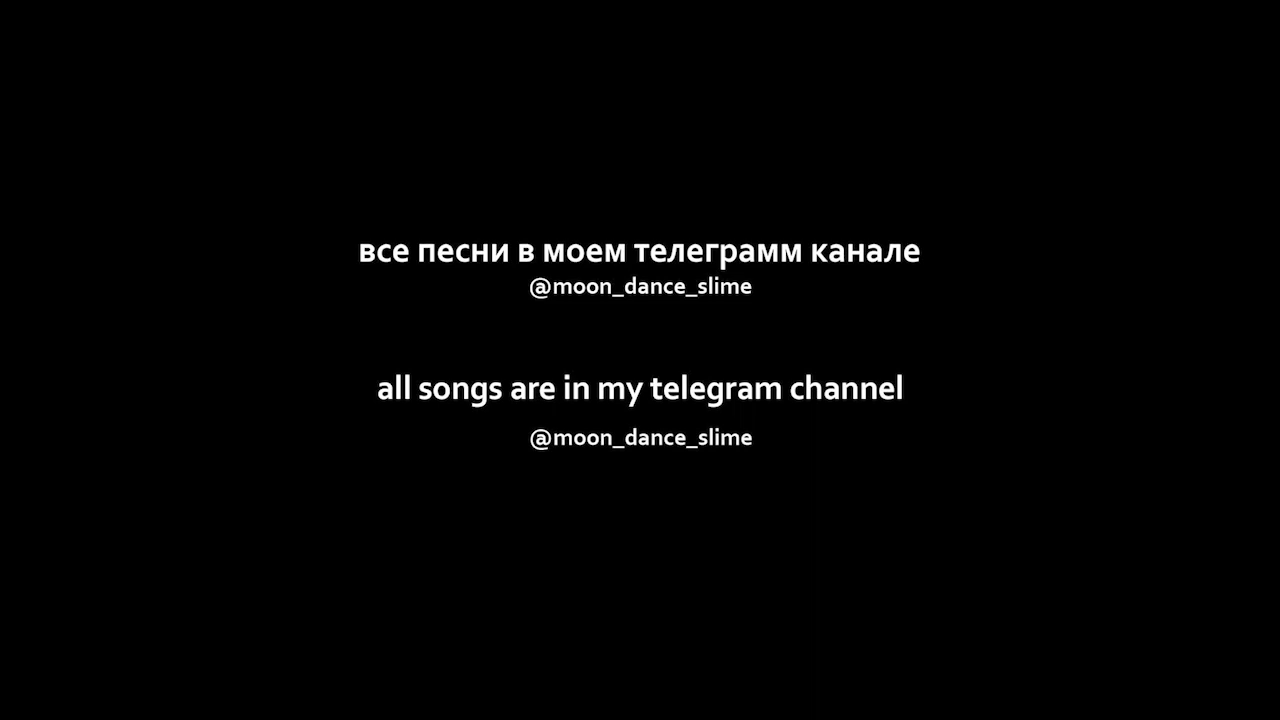 все песни в моем телеграмм канале
@moon_dance_slime
all songs are in my telegram channel
@moon_dance_slime